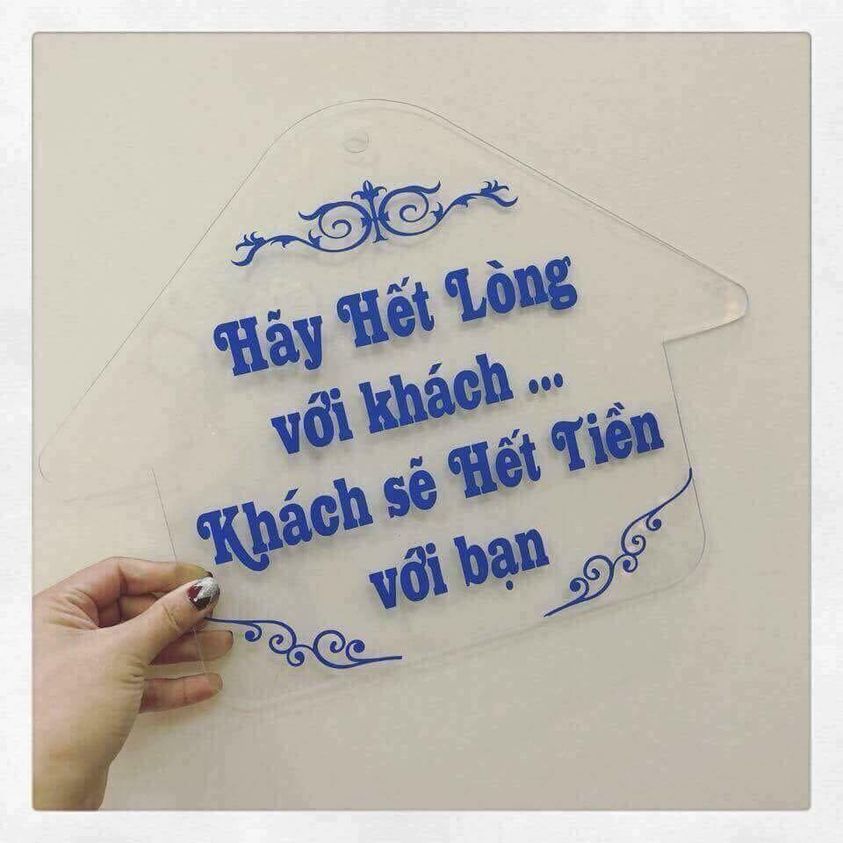 Hãy Hết Lòng
với khách ...
Khách sẽ Hết Tiền
với bạn